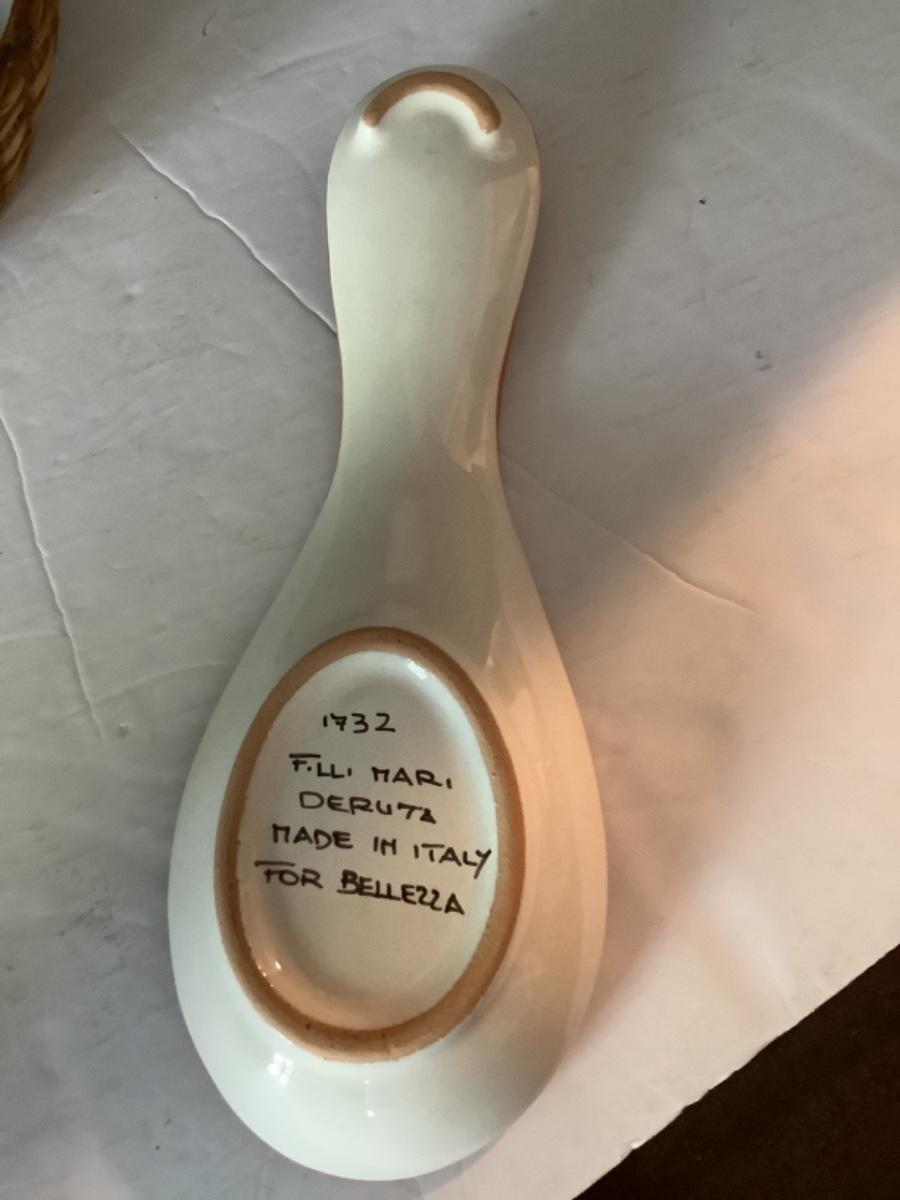 1732
F.LLI MARI
DERUTA
MADE IN ITALY
FOR BELLEZZA